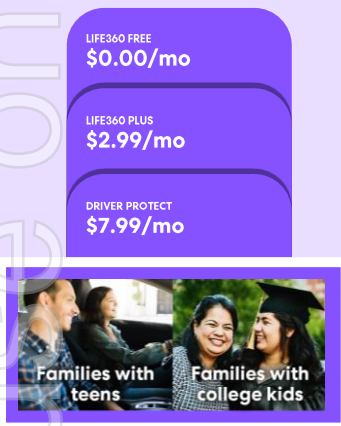 LIFE360 FREE
$0.00/mo
LIFE360 PLUS
$2.99/mo
DRIVER PROTECT
$7.99/mo
Families with
teens
Families with
college kids